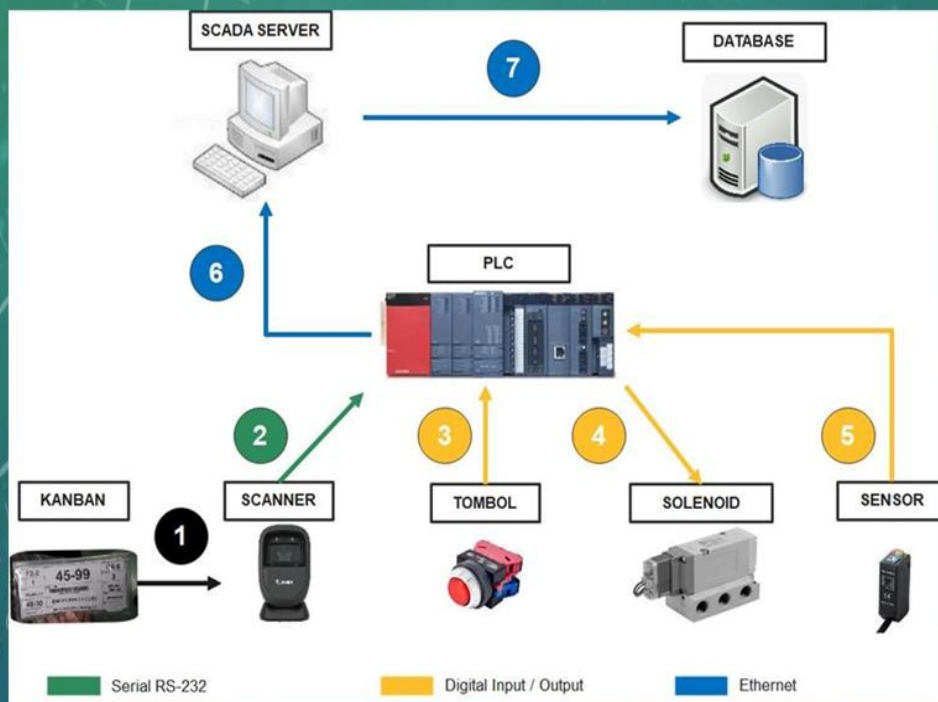 SCADA SERVER
DATABASE
7
6
PLC
2
3
4
5
KANBAN
1
SCANNER
TOMBOL
SOLENOID
SENSOR
45-99
Serial RS-232
Digital Input / Output
Ethernet